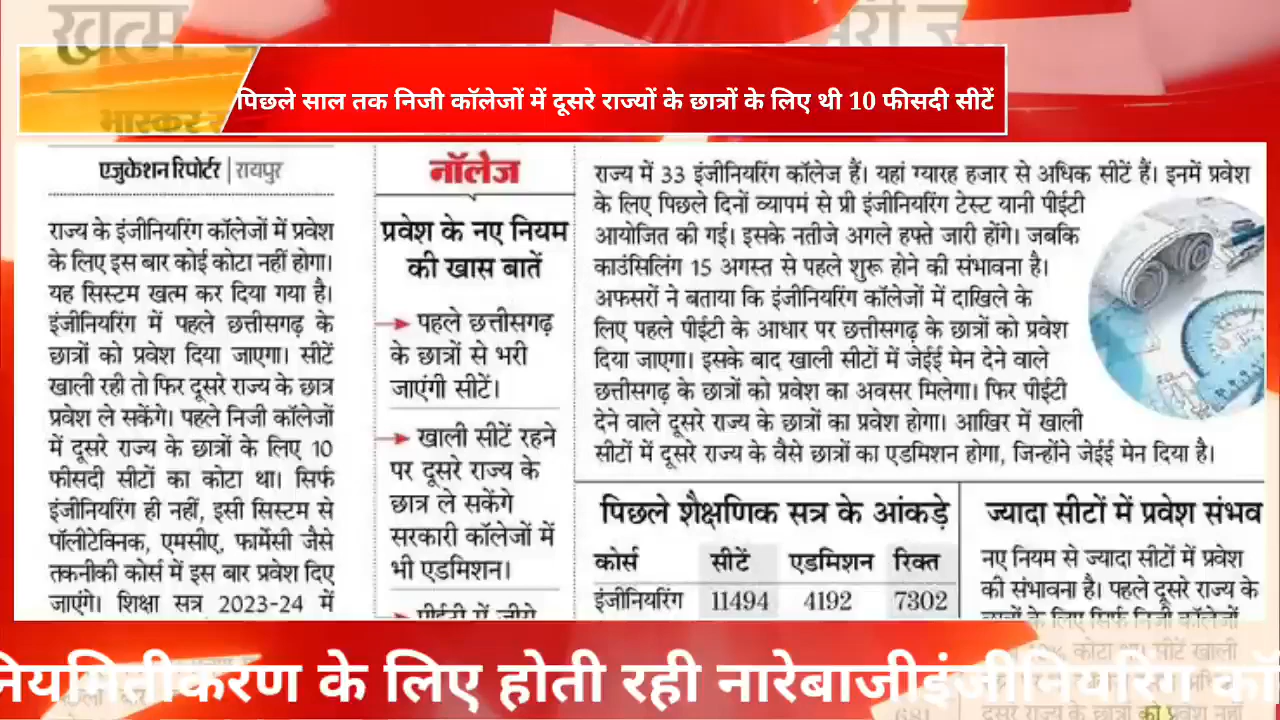 खत्म
पिछले साल तक निजी कॉलेजों में दूसरे राज्यों के छात्रों के लिए थी 10 फीसदी सीटें
भास्कर
एजुकेशन रिपोर्टर | रायपुर
राज्य के इंजीनियरिंग कॉलेजों में प्रवेश
के लिए इस बार कोई कोटा नहीं होगा।
यह सिस्टम खत्म कर दिया गया है।
इंजीनियरिंग में पहले छत्तीसगढ़ के
छात्रों को प्रवेश दिया जाएगा। सीटें
खाली रही तो फिर दूसरे राज्य के छात्र
प्रवेश ले सकेंगे। पहले निजी कॉलेजों
में दूसरे राज्य के छात्रों के लिए 10
फीसदी सीटों का कोटा था। सिर्फ
इंजीनियरिंग ही नहीं, इसी सिस्टम से
पॉलीटेक्निक, एमसीए, फार्मेसी जैसे
तकनीकी कोर्स में इस बार प्रवेश दिए
जाएंगे। शिक्षा सत्र 2023-24 में
नॉलेज
प्रवेश के नए नियम
की खास बातें
पहले छत्तीसगढ़
के छात्रों से भरी
जाएंगी सीटें।
खाली सीटें रहने
पर दूसरे राज्य के
छात्र ले सकेंगे
सरकारी कॉलेजों में
भी एडमिशन।
राज्य में 33 इंजीनियरिंग कॉलेज हैं। यहां ग्यारह हजार से अधिक सीटें हैं। इनमें प्रवेश
के लिए पिछले दिनों व्यापमं से प्री इंजीनियरिंग टेस्ट यानी पीईटी
आयोजित की गई। इसके नतीजे अगले हफ्ते जारी होंगे। जबकि
काउंसिलिंग 15 अगस्त से पहले शुरू होने की संभावना है।
अफसरों ने बताया कि इंजीनियरिंग कॉलेजों में दाखिले के
लिए पहले पीईटी के आधार पर छत्तीसगढ़ के छात्रों को प्रवेश
दिया जाएगा। इसके बाद खाली सीटों में जेईई मेन देने वाले
छत्तीसगढ़ के छात्रों को प्रवेश का अवसर मिलेगा। फिर पीईटी
देने वाले दूसरे राज्य के छात्रों का प्रवेश होगा। आखिर में खाली
सीटों में दूसरे राज्य के वैसे छात्रों का एडमिशन होगा, जिन्होंने जेईई मेन दिया है।
पिछले शैक्षणिक सत्र के आंकड़े
कोर्स सीटें एडमिशन रिक्त
इंजीनियरिंग 11494 4192 7302
ज्यादा सीटों में प्रवेश संभव
नए नियम से ज्यादा सीटों में प्रवेश
की संभावना है। पहले दूसरे राज्य के
छात्रों के लिए सिर्फ निजी कॉलेजों
कोटा था। सीटें खाली
नियमितीकरण के लिए होती रही नारेबाजीइंजीनियरिंग कॉ